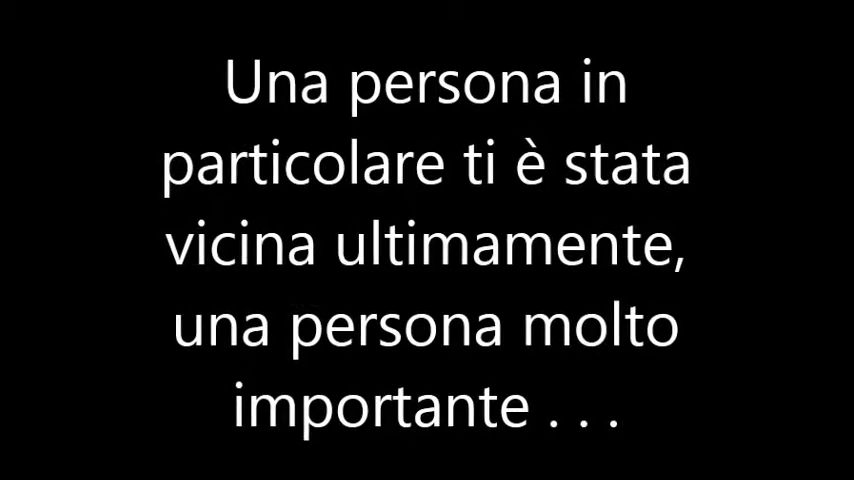 Una persona in
particolare ti è stata
vicina ultimamente,
una persona molto
importante . . .